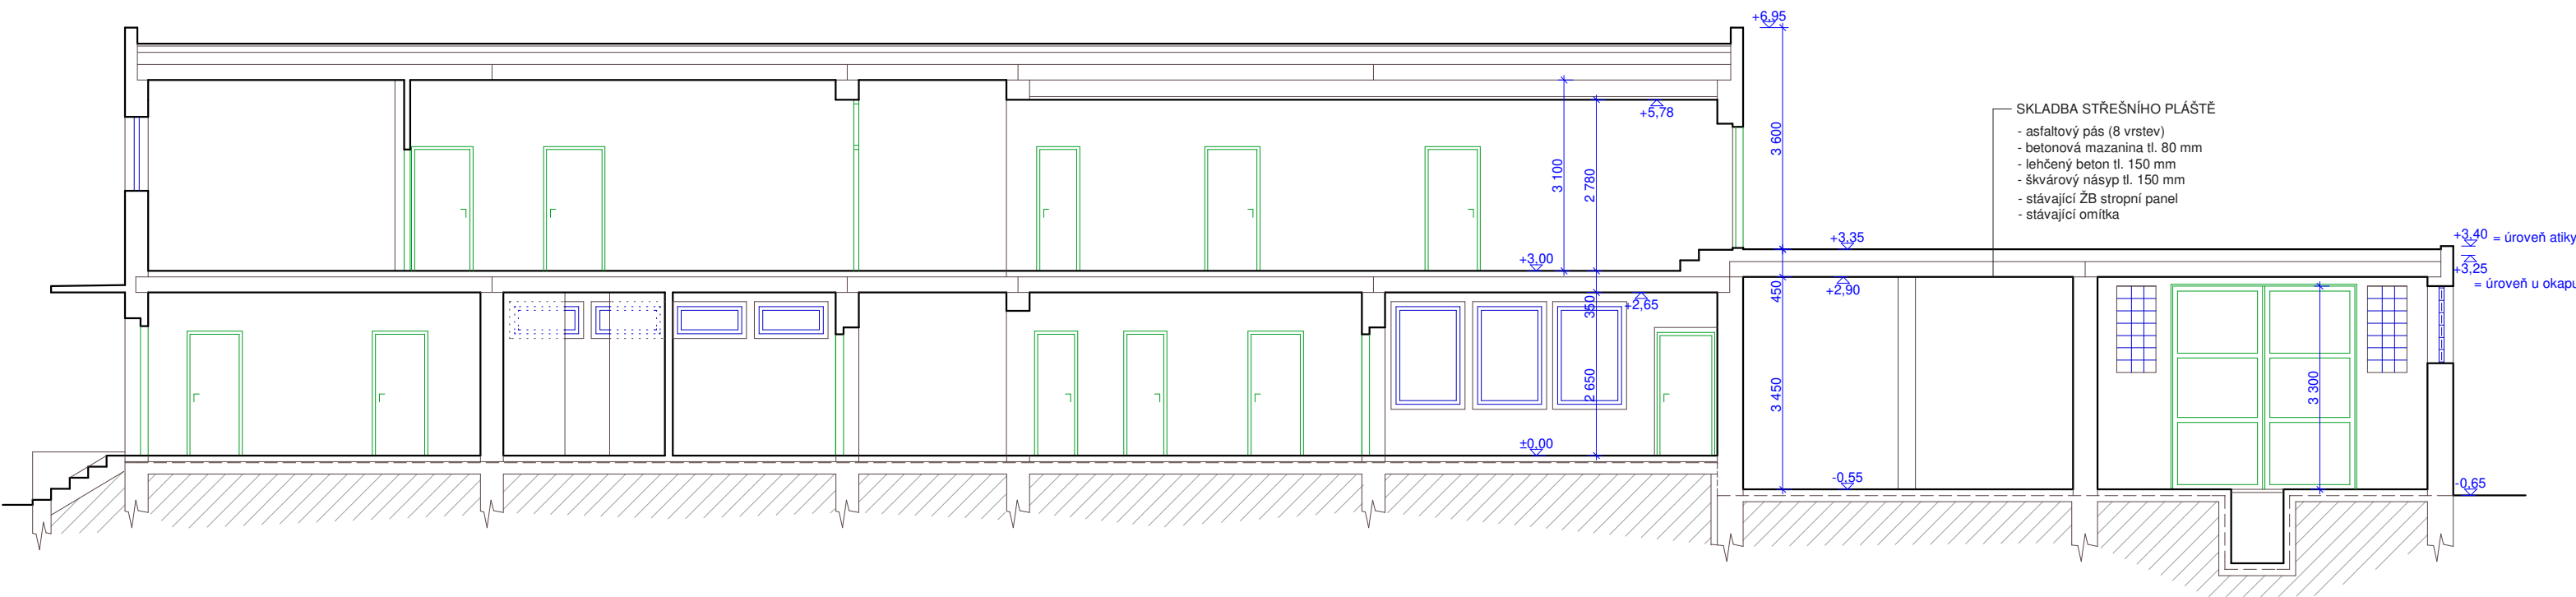 +6,95
SKLADBA STŘEŠNÍHO PLÁŠTĚ
- asfaltový pás (8 vrstev)
- betonová mazanina tl. 80 mm
- lehčený beton tl. 150 mm
- škvárový násyp tl. 150 mm
- stávající ŽB stropní panel
- stávající omítka
+5,78
3 600
3 100
2 780
+3,35
+3,40 = úroveň atiky
+3,00
+3,25
= úroveň u okapu
+2,90
450
350
+2,65
3 450
2 650
3 300
±0,00
-0,55
-0,65